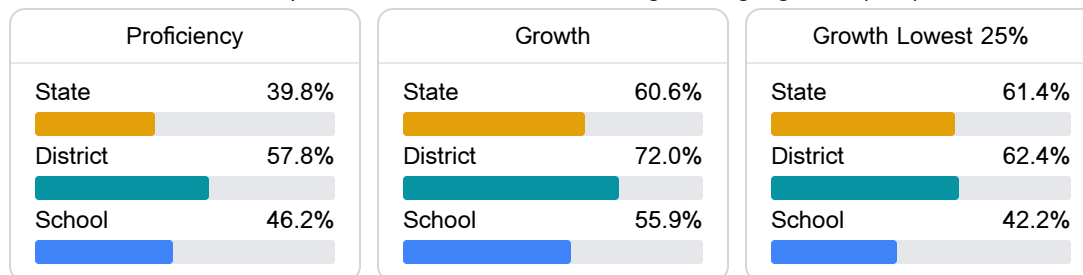 Proficiency
State 39.8%
District 57.8%
School 46.2%
Growth
State 60.6%
District 72.0%
School 55.9%
Growth Lowest 25%
State 61.4%
District 62.4%
School 42.2%